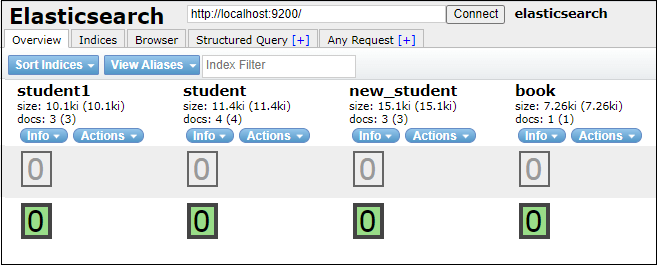 Elasticsearch http://localhost:9200/ Connect elasticsearch
Overview Indices Browser Structured Query [+] Any Request [+]
Sort Indices View Aliases Index Filter
student1 student new_student book
size: 10.1ki (10.1ki) size: 11.4ki (11.4ki) size: 15.1ki (15.1ki) size: 7.26ki (7.26ki)
docs: 3 (3) docs: 4 (4) docs: 3 (3) docs: 1 (1)
Info Actions Info Actions Info Actions Info Actions
0 0 0 0
0 0 0 0